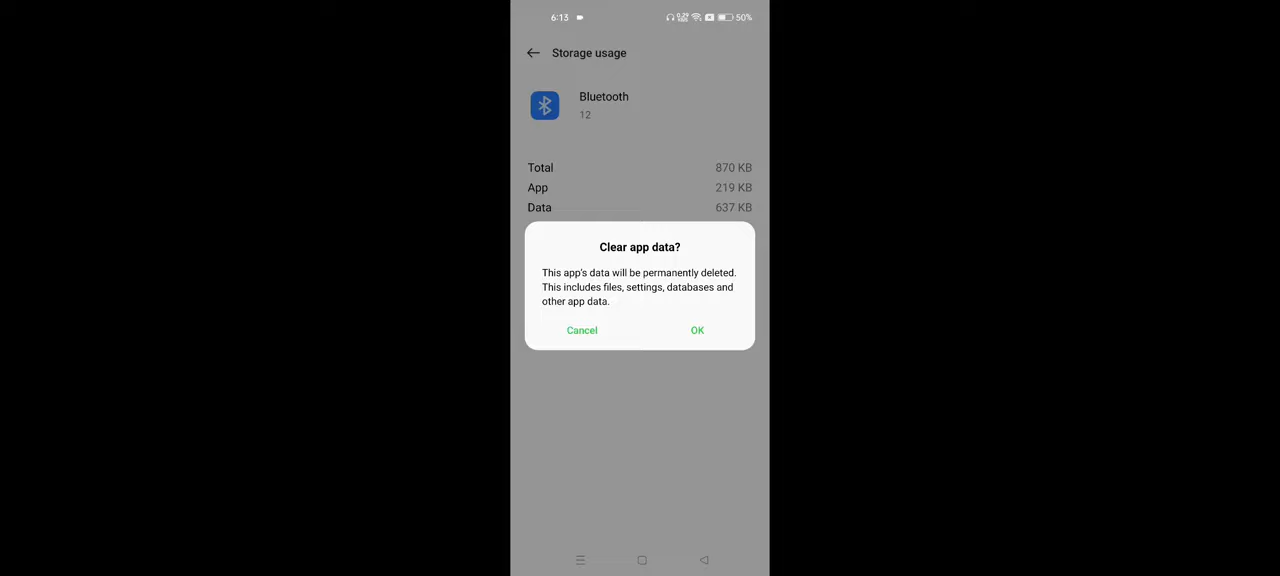 6:13
50%
Storage usage
Bluetooth
12
Total 870 KB
App 219 KB
Data 637 KB
Clear app data?
This app's data will be permanently deleted.
This includes files, settings, databases and
other app data.
Cancel OK